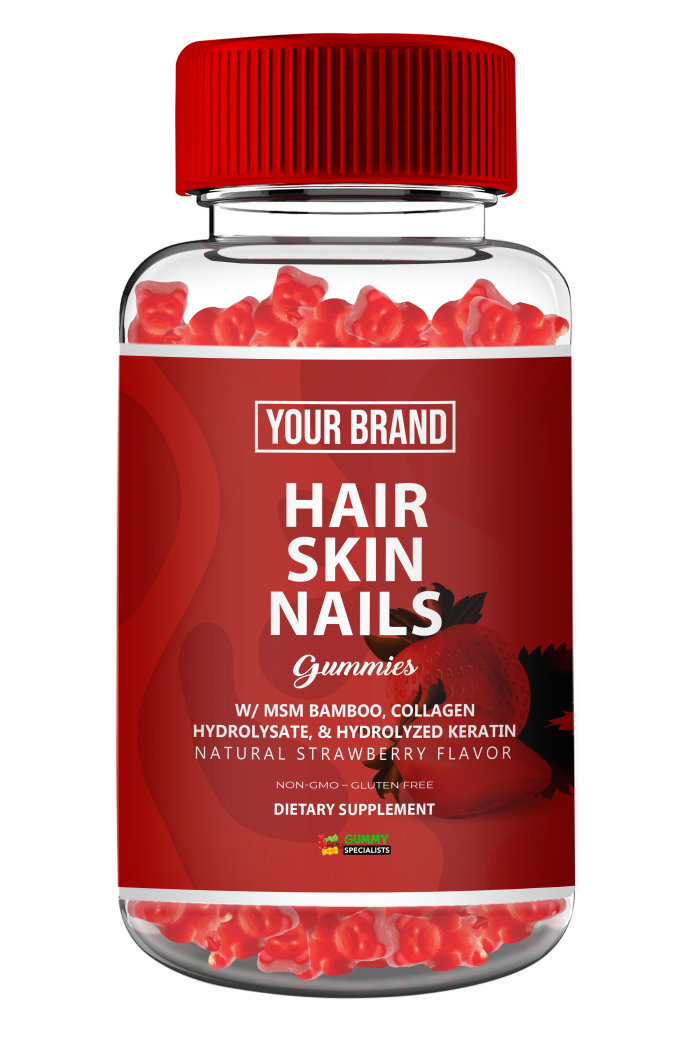 YOUR BRAND
HAIR
SKIN
NAILS
Gummies
W/ MSM BAMBOO, COLLAGEN
HYDROLYSATE, & HYDROLYZED KERATIN
NATURAL STRAWBERRY FLAVOR
NON-GMO – GLUTEN FREE
DIETARY SUPPLEMENT
GUMMY
SPECIALISTS